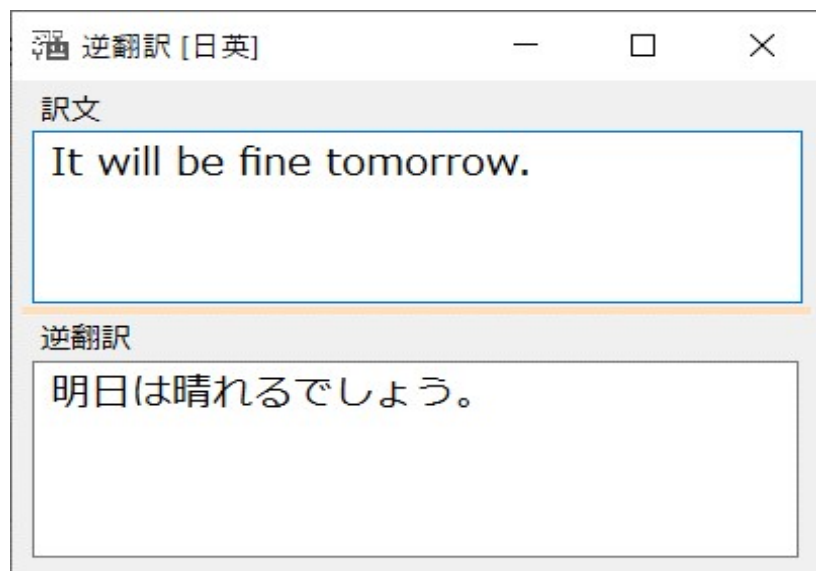 逆翻訳 [日英]
訳文
It will be fine tomorrow.
逆翻訳
明日は晴れるでしょう。